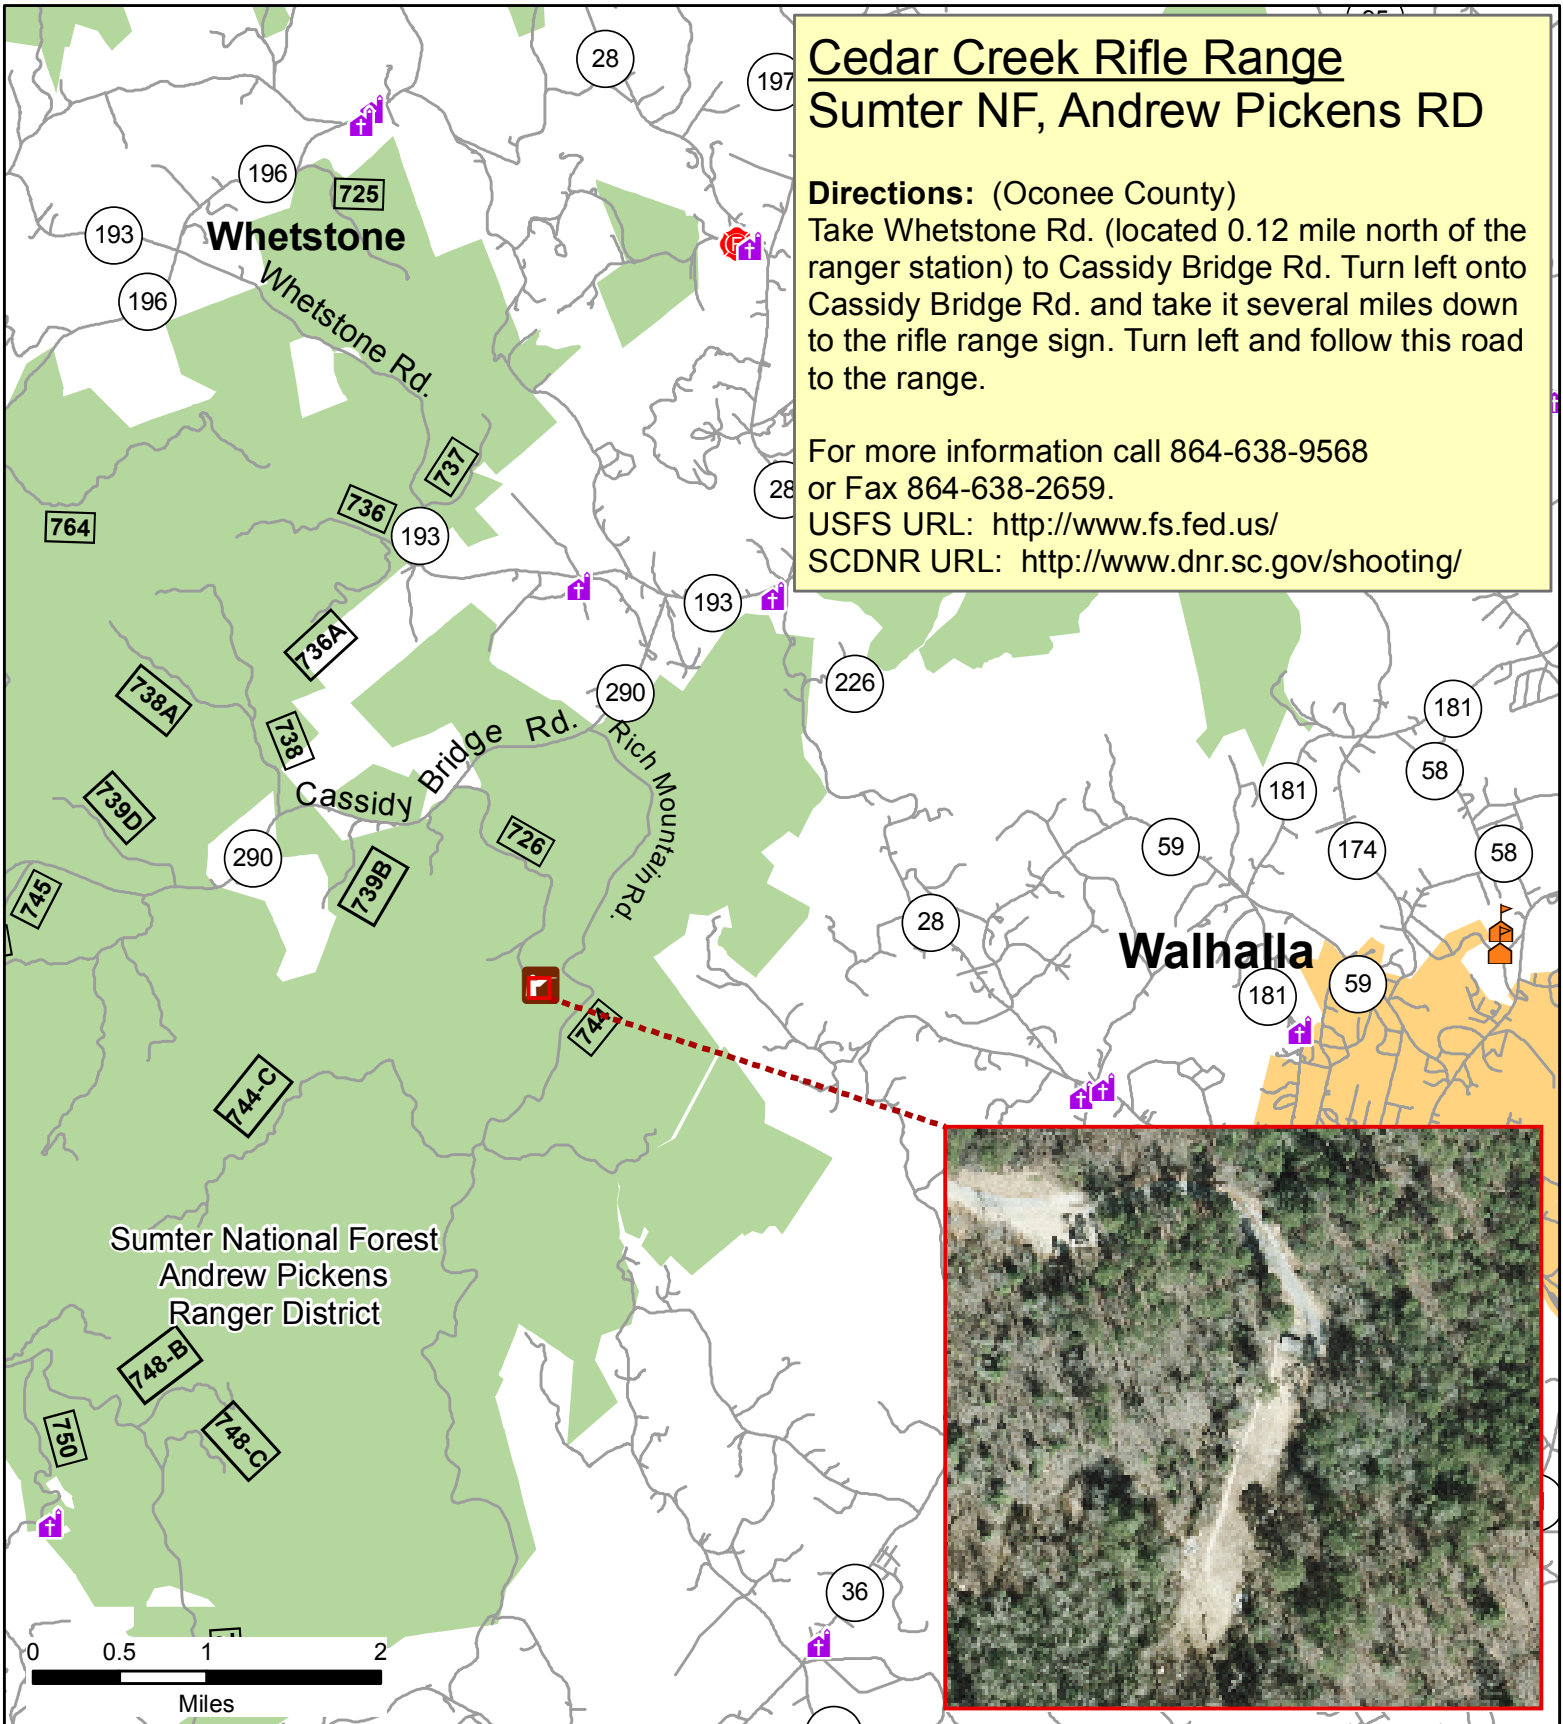 Cedar Creek Rifle Range
Sumter NF, Andrew Pickens RD
Directions: (Oconee County)
Take Whetstone Rd. (located 0.12 mile north of the
ranger station) to Cassidy Bridge Rd. Turn left onto
Cassidy Bridge Rd. and take it several miles down
to the rifle range sign. Turn left and follow this road
to the range.
For more information call 864-638-9568
or Fax 864-638-2659.
USFS URL: http://www.fs.fed.us/
SCDNR URL: http://www.dnr.sc.gov/shooting/
28
197
196
725
193
Whetstone
196
Whetstone Rd.
737
28
736
764
193
193
736A
226
290
738A
181
738
Cassidy Bridge Rd.
Rich Mountain Rd.
58
181
739D
726
59
174
58
290
739B
745
28
Walhalla
59
181
744
744-C
Sumter National Forest
Andrew Pickens
Ranger District
748-B
750
748-C
36
0 0.5 1 2
Miles